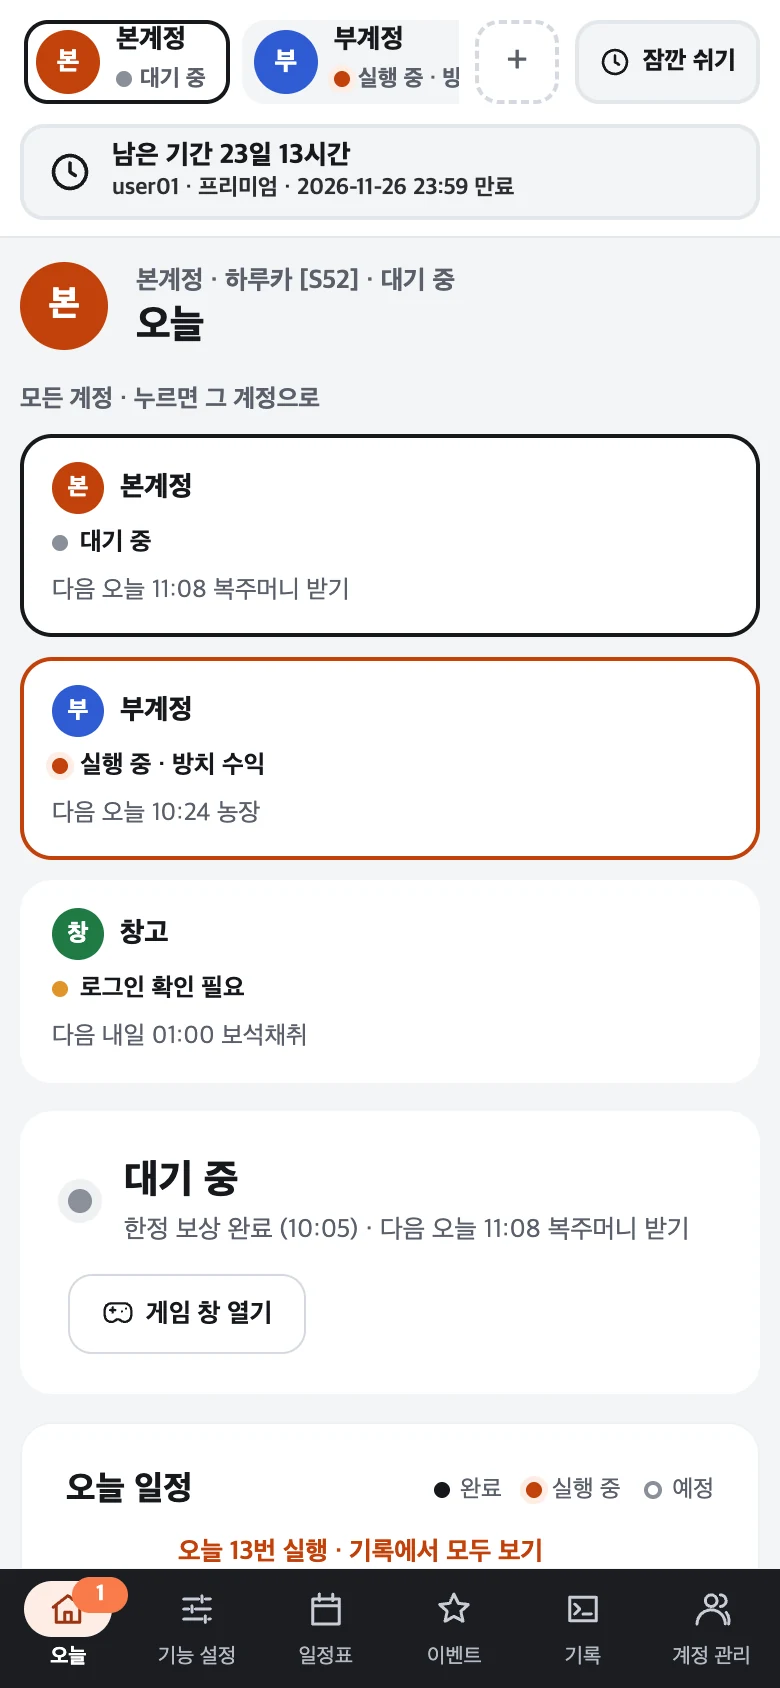 본 본계정
대기 중
부 부계정
실행 중 · 방
+
잠깐 쉬기
남은 기간 23일 13시간
user01 · 프리미엄 · 2026-11-26 23:59 만료
본
본계정 · 하루카 [S52] · 대기 중
오늘
모든 계정 · 누르면 그 계정으로
본 본계정
대기 중
다음 오늘 11:08 복주머니 받기
부 부계정
실행 중 · 방치 수익
다음 오늘 10:24 농장
창 창고
로그인 확인 필요
다음 내일 01:00 보석채취
대기 중
한정 보상 완료 (10:05) · 다음 오늘 11:08 복주머니 받기
게임 창 열기
오늘 일정
완료 실행 중 예정
오늘 13번 실행 · 기록에서 모두 보기
1
오늘 기능 설정 일정표 이벤트 기록 계정 관리